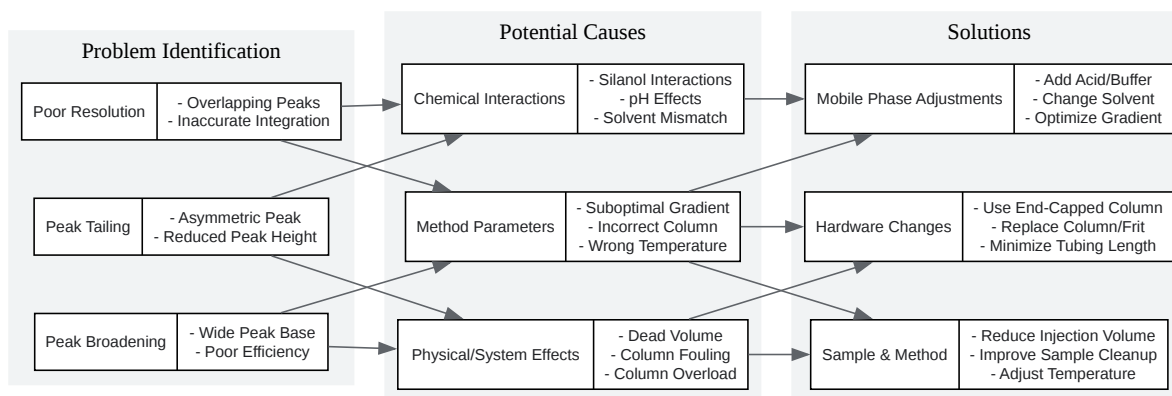 Problem Identification
Poor Resolution
- Overlapping Peaks
- Inaccurate Integration
Peak Tailing
- Asymmetric Peak
- Reduced Peak Height
Peak Broadening
- Wide Peak Base
- Poor Efficiency
Potential Causes
Chemical Interactions
- Silanol Interactions
- pH Effects
- Solvent Mismatch
Method Parameters
- Suboptimal Gradient
- Incorrect Column
- Wrong Temperature
Physical/System Effects
- Dead Volume
- Column Fouling
- Column Overload
Solutions
Mobile Phase Adjustments
- Add Acid/Buffer
- Change Solvent
- Optimize Gradient
Hardware Changes
- Use End-Capped Column
- Replace Column/Frit
- Minimize Tubing Length
Sample & Method
- Reduce Injection Volume
- Improve Sample Cleanup
- Adjust Temperature